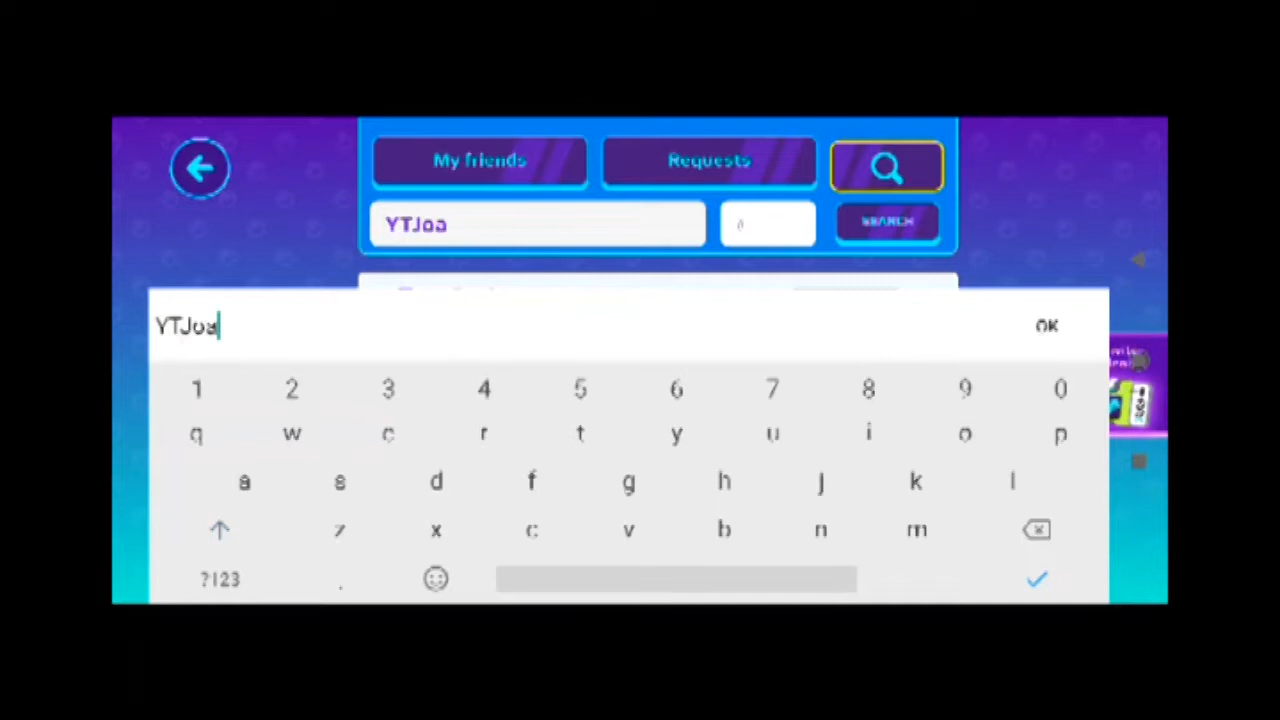 My friends
Requests
YTJoa
#
SEARCH
YTJoa
OK
1 2 3 4 5 6 7 8 9 0
q w e r t y u i o p
a s d f g h j k l
z x c v b n m
?123 .